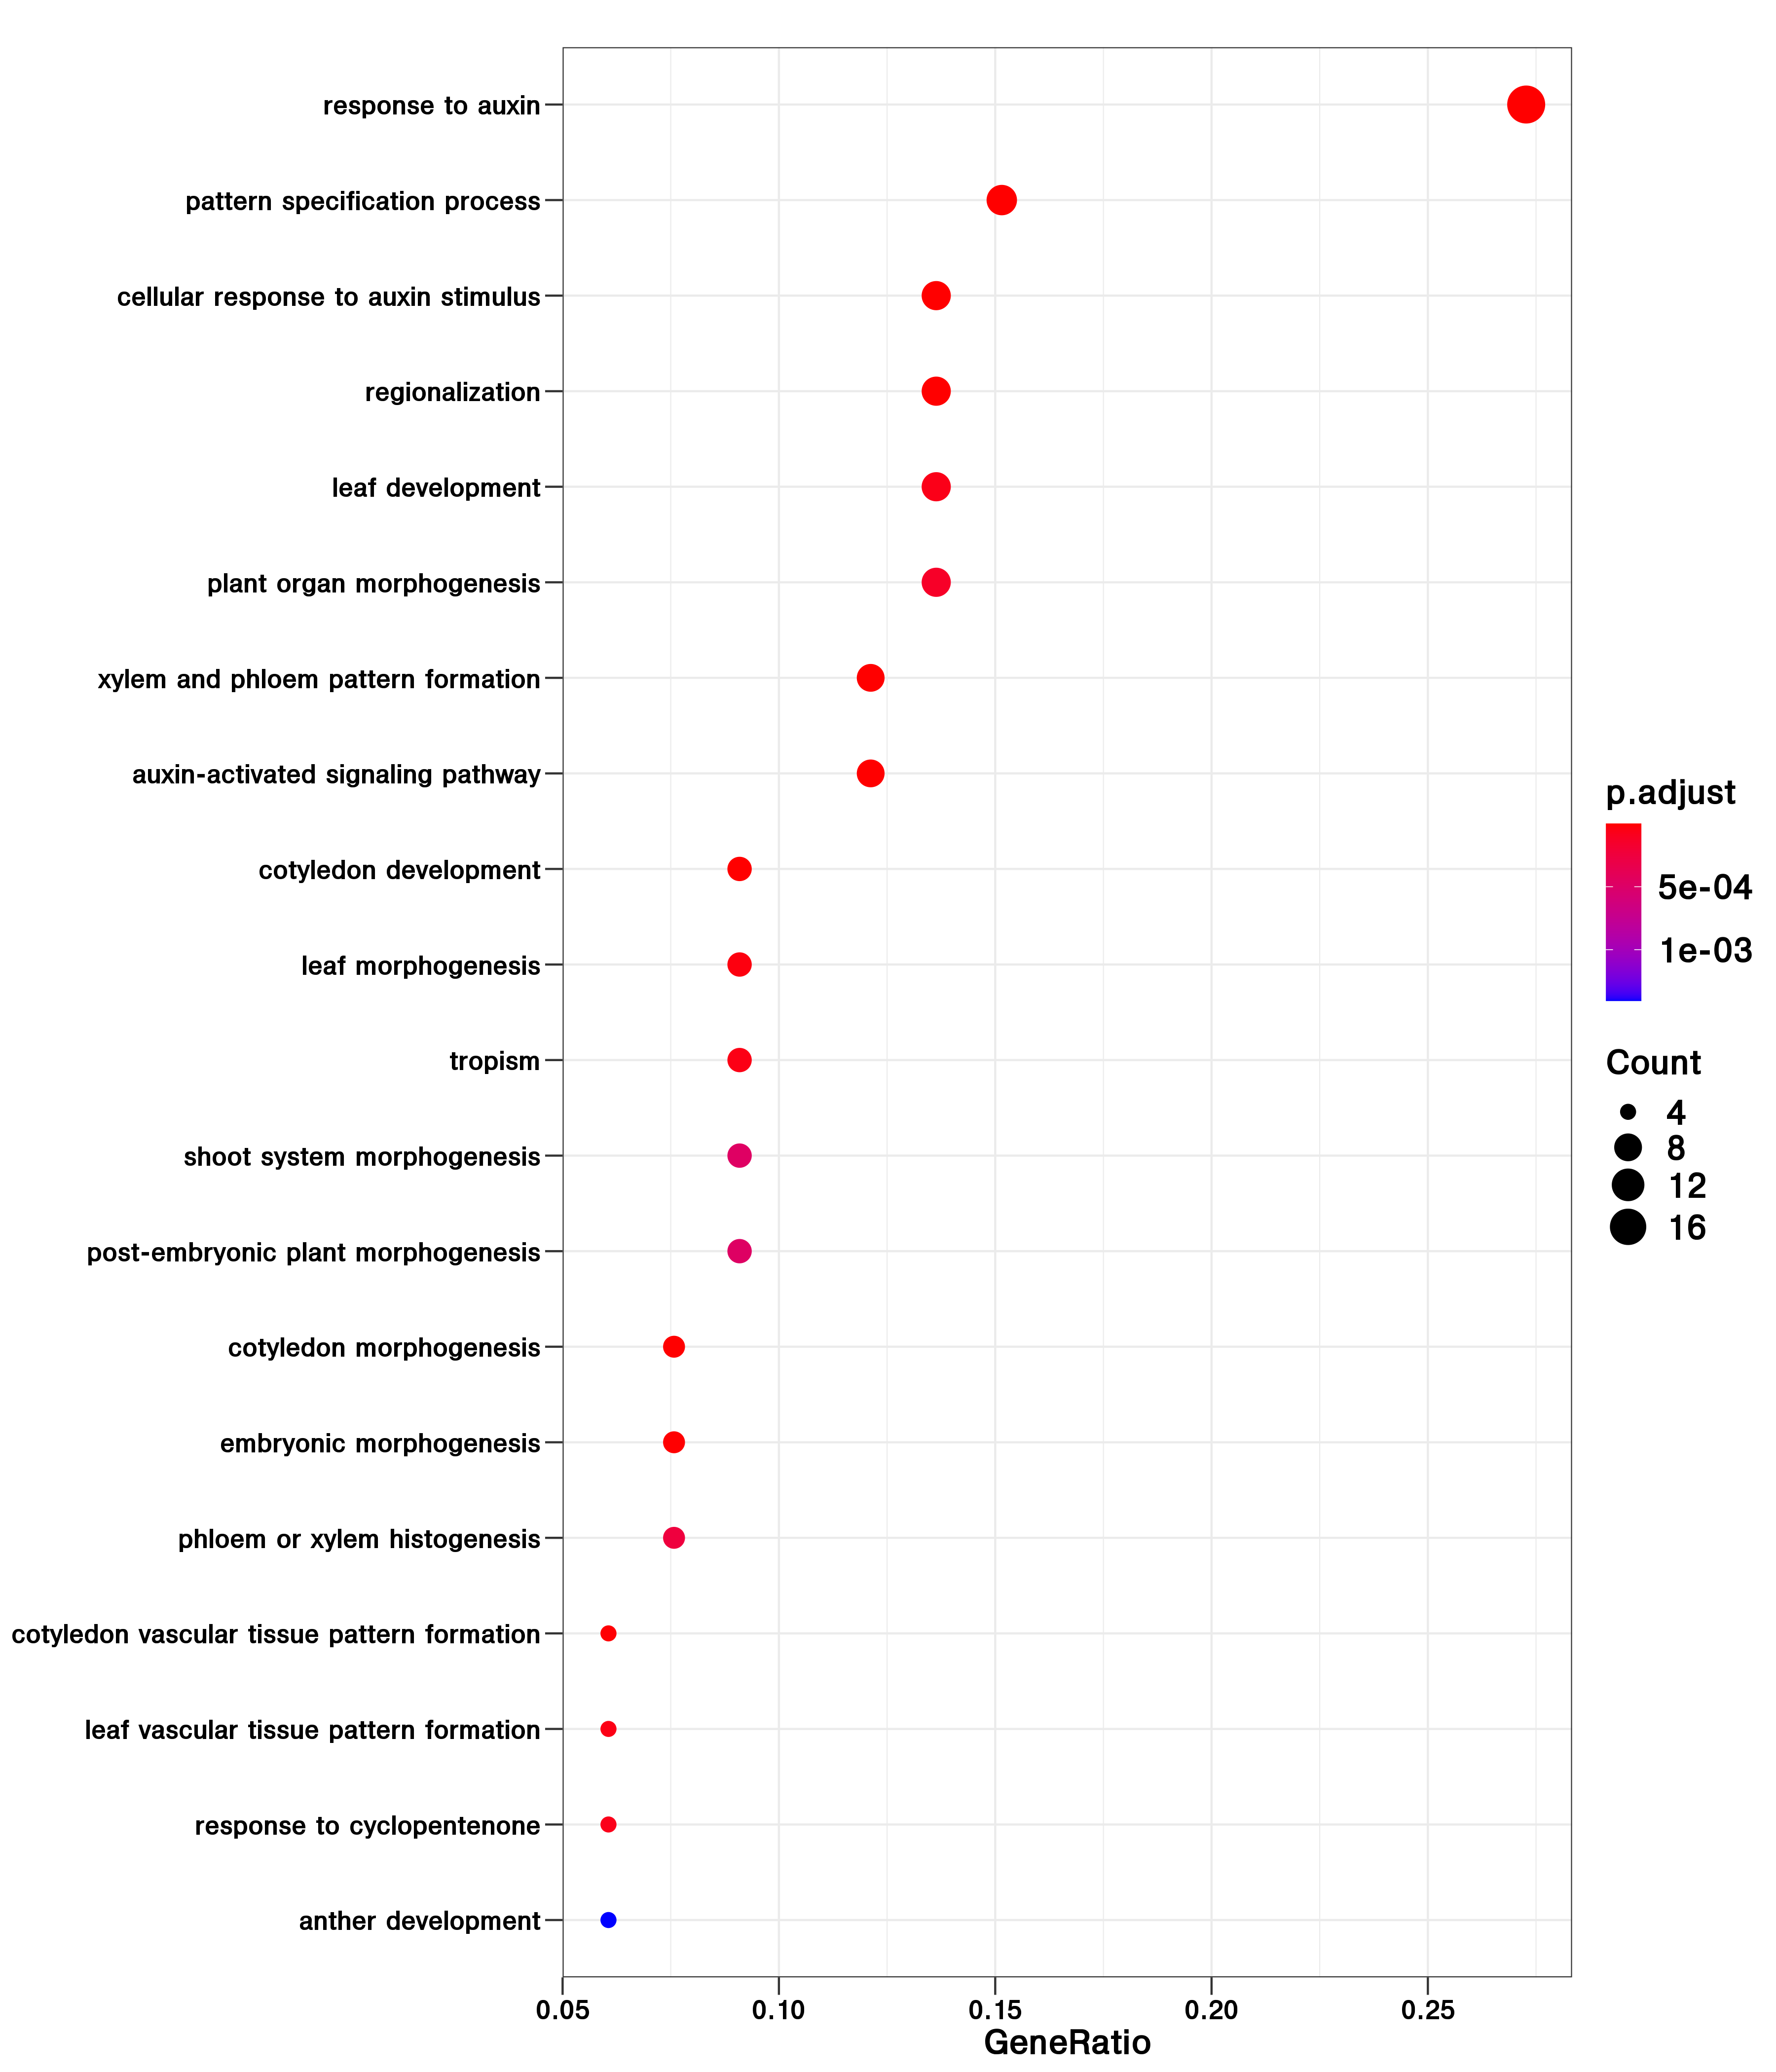 response to auxin
pattern specification process
cellular response to auxin stimulus
regionalization
leaf development
plant organ morphogenesis
xylem and phloem pattern formation
auxin-activated signaling pathway
cotyledon development
leaf morphogenesis
tropism
shoot system morphogenesis
post-embryonic plant morphogenesis
cotyledon morphogenesis
embryonic morphogenesis
phloem or xylem histogenesis
cotyledon vascular tissue pattern formation
leaf vascular tissue pattern formation
response to cyclopentenone
anther development
0.05 0.10 0.15 0.20 0.25
GeneRatio
p.adjust
5e-04
1e-03
Count
4
8
12
16